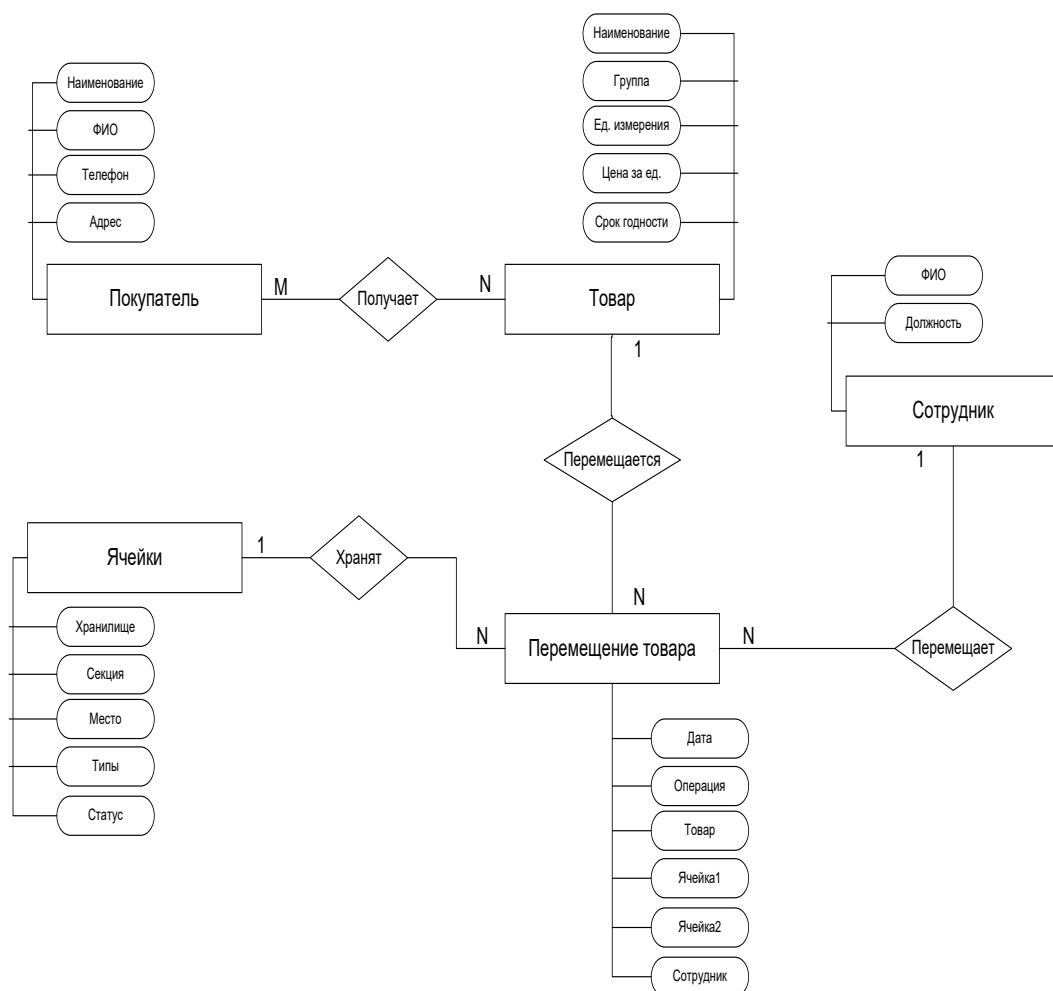 Наименование
Группа
Ед. измерения
Цена за ед.
Срок годности
Наименование
ФИО
Телефон
Адрес
Покупатель
M
Получает
N
Товар
1
ФИО
Должность
Сотрудник
1
Перемещается
Ячейки
1
Хранят
N
N
Перемещение товара
N
Перемещает
Хранилище
Секция
Место
Типы
Статус
Дата
Операция
Товар
Ячейка1
Ячейка2
Сотрудник